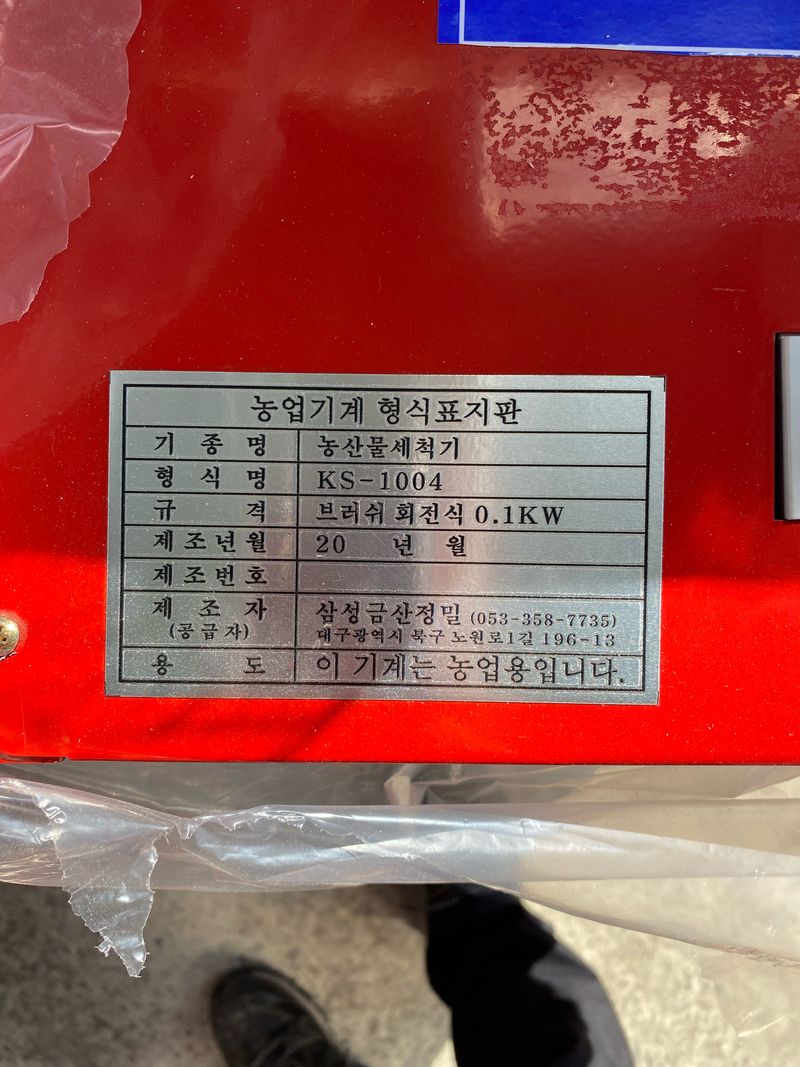 농업기계 형식표지판
기종명 농산물세척기
형식명 KS-1004
규격 브러쉬 회전식 0.1KW
제조년월 20 년 월
제조번호
제조자 삼성금산정밀 (053-358-7735)
(공급자) 대구광역시 북구 노원로1길 196-13
용도 이 기계는 농업용입니다.